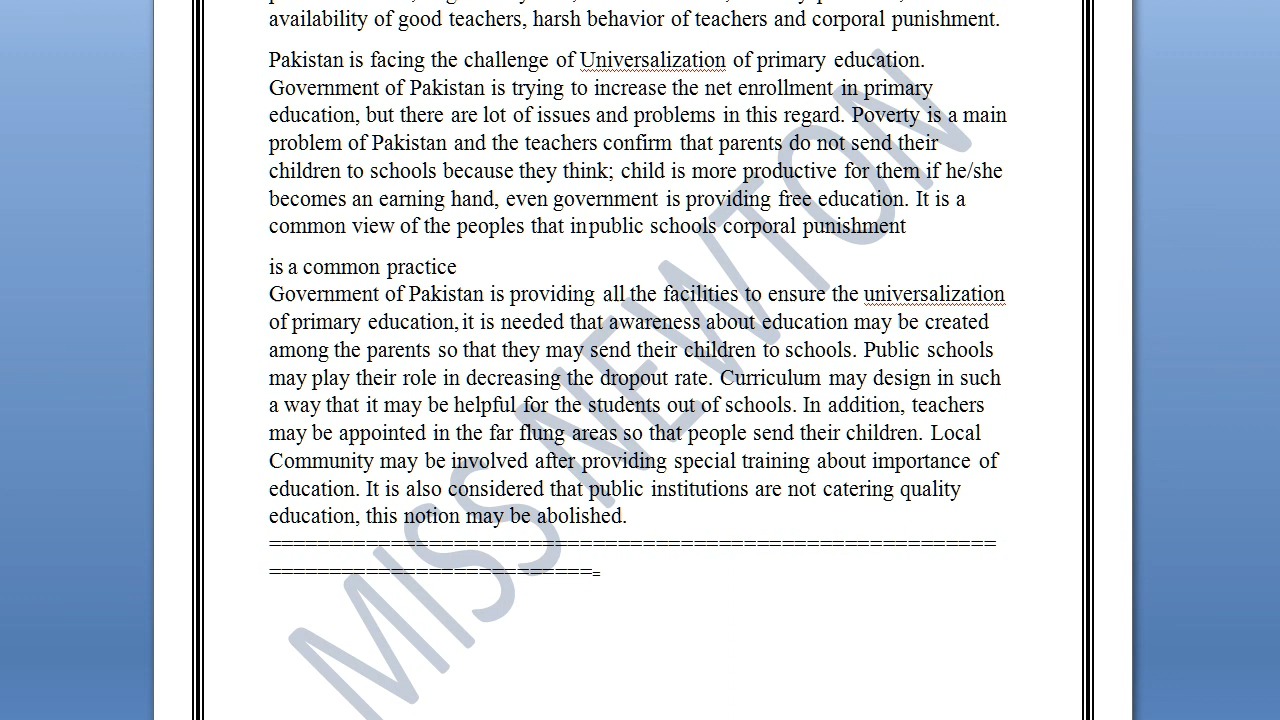 availability of good teachers, harsh behavior of teachers and corporal punishment.
Pakistan is facing the challenge of Universalization of primary education.
Government of Pakistan is trying to increase the net enrollment in primary
education, but there are lot of issues and problems in this regard. Poverty is a main
problem of Pakistan and the teachers confirm that parents do not send their
children to schools because they think; child is more productive for them if he/she
becomes an earning hand, even government is providing free education. It is a
common view of the peoples that in public schools corporal punishment
is a common practice
Government of Pakistan is providing all the facilities to ensure the universalization
of primary education, it is needed that awareness about education may be created
among the parents so that they may send their children to schools. Public schools
may play their role in decreasing the dropout rate. Curriculum may design in such
a way that it may be helpful for the students out of schools. In addition, teachers
may be appointed in the far flung areas so that people send their children. Local
Community may be involved after providing special training about importance of
education. It is also considered that public institutions are not catering quality
education, this notion may be abolished.
MISS NEWTON